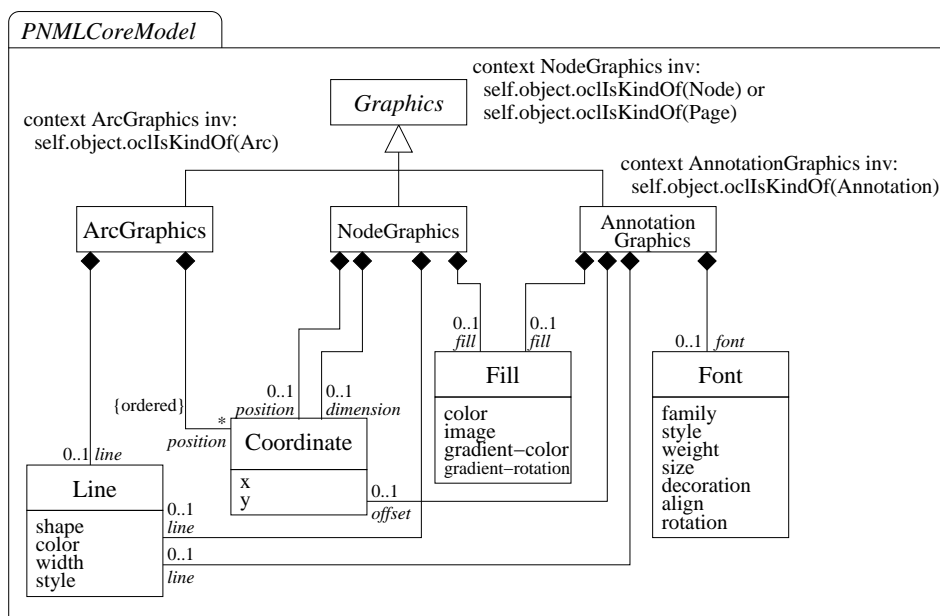 PNMLCoreModel
context NodeGraphics inv:
self.object.oclIsKindOf(Node) or
self.object.oclIsKindOf(Page)
Graphics
context ArcGraphics inv:
self.object.oclIsKindOf(Arc)
context AnnotationGraphics inv:
self.object.oclIsKindOf(Annotation)
ArcGraphics
NodeGraphics
Annotation
Graphics
0..1
fill
0..1
fill
0..1 font
Fill
color
image
gradient−color
gradient−rotation
Font
family
style
weight
size
decoration
align
rotation
0..1
position
0..1
dimension
{ordered}
*
position
Coordinate
x
y
0..1 line
Line
shape
color
width
style
0..1
offset
0..1
line
0..1
line